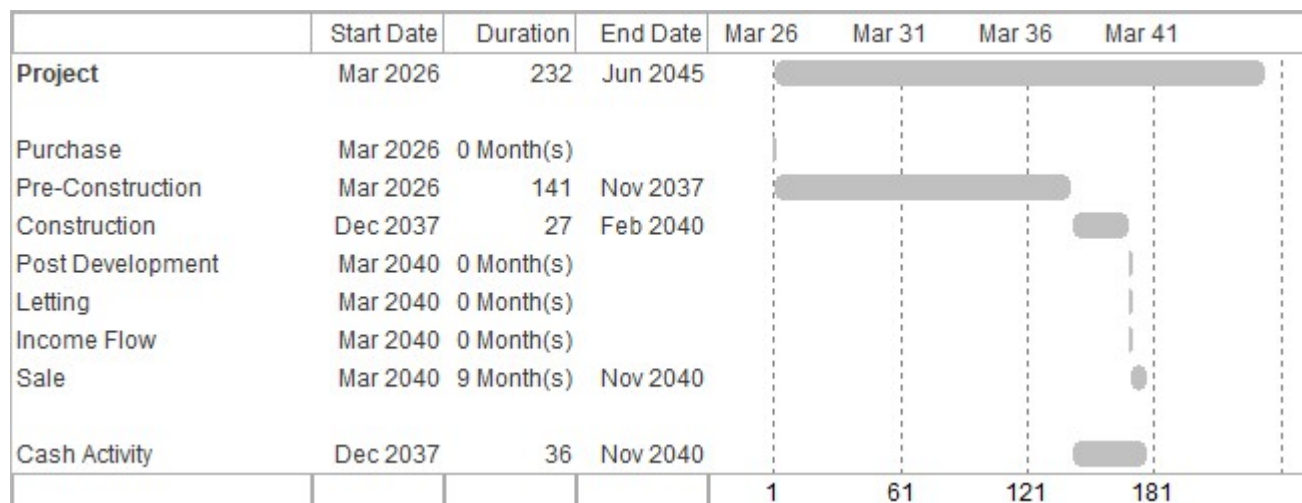 Start Date Duration End Date Mar 26 Mar 31 Mar 36 Mar 41
Project Mar 2026 232 Jun 2045
Purchase Mar 2026 0 Month(s)
Pre-Construction Mar 2026 141 Nov 2037
Construction Dec 2037 27 Feb 2040
Post Development Mar 2040 0 Month(s)
Letting Mar 2040 0 Month(s)
Income Flow Mar 2040 0 Month(s)
Sale Mar 2040 9 Month(s) Nov 2040
Cash Activity Dec 2037 36 Nov 2040
1 61 121 181